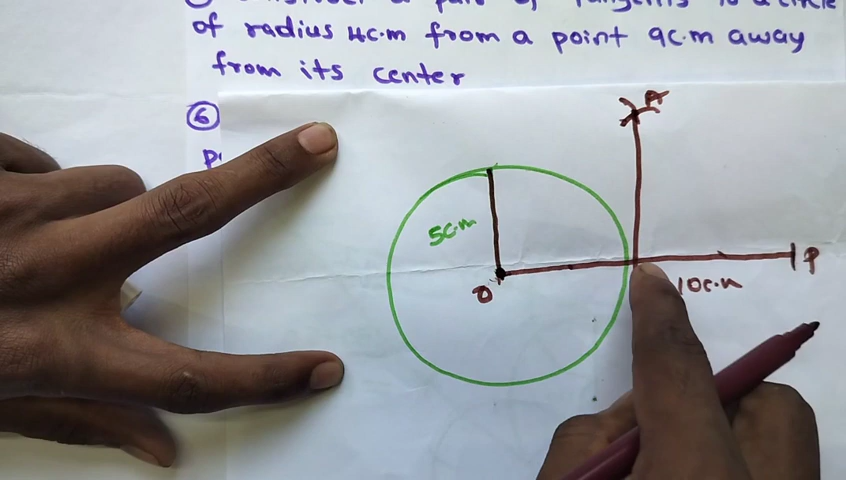 of radius 4c.m from a point 9c.m away
from its center
6
A
5c.m
O
10c.m
P